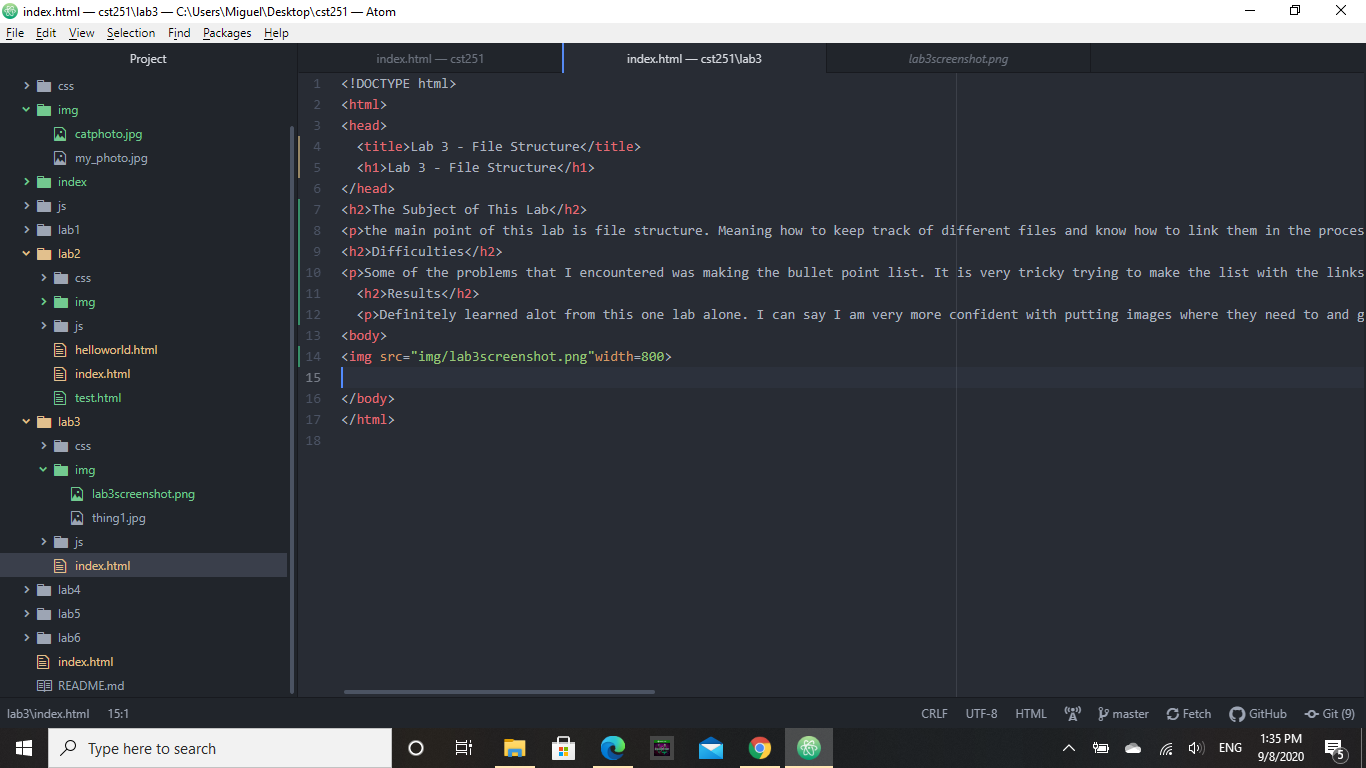 index.html — cst251\lab3 — C:\Users\Miguel\Desktop\cst251 — Atom
File Edit View Selection Find Packages Help
Project
css
img
catphoto.jpg
my_photo.jpg
index
js
lab1
lab2
css
img
js
helloworld.html
index.html
test.html
lab3
css
img
lab3screenshot.png
thing1.jpg
js
index.html
lab4
lab5
lab6
index.html
README.md
index.html — cst251
index.html — cst251\lab3
lab3screenshot.png
1 <!DOCTYPE html>
2 <html>
3 <head>
4 <title>Lab 3 - File Structure</title>
5 <h1>Lab 3 - File Structure</h1>
6 </head>
7 <h2>The Subject of This Lab</h2>
8 <p>the main point of this lab is file structure. Meaning how to keep track of different files and know how to link them in the proces
9 <h2>Difficulties</h2>
10 <p>Some of the problems that I encountered was making the bullet point list. It is very tricky trying to make the list with the links
11 <h2>Results</h2>
12 <p>Definitely learned alot from this one lab alone. I can say I am very more confident with putting images where they need to and g
13 <body>
14 <img src="img/lab3screenshot.png"width=800>
15
16 </body>
17 </html>
18
lab3\index.html 15:1 CRLF UTF-8 HTML master Fetch GitHub Git (9)
Type here to search
ENG
1:35 PM
9/8/2020
5